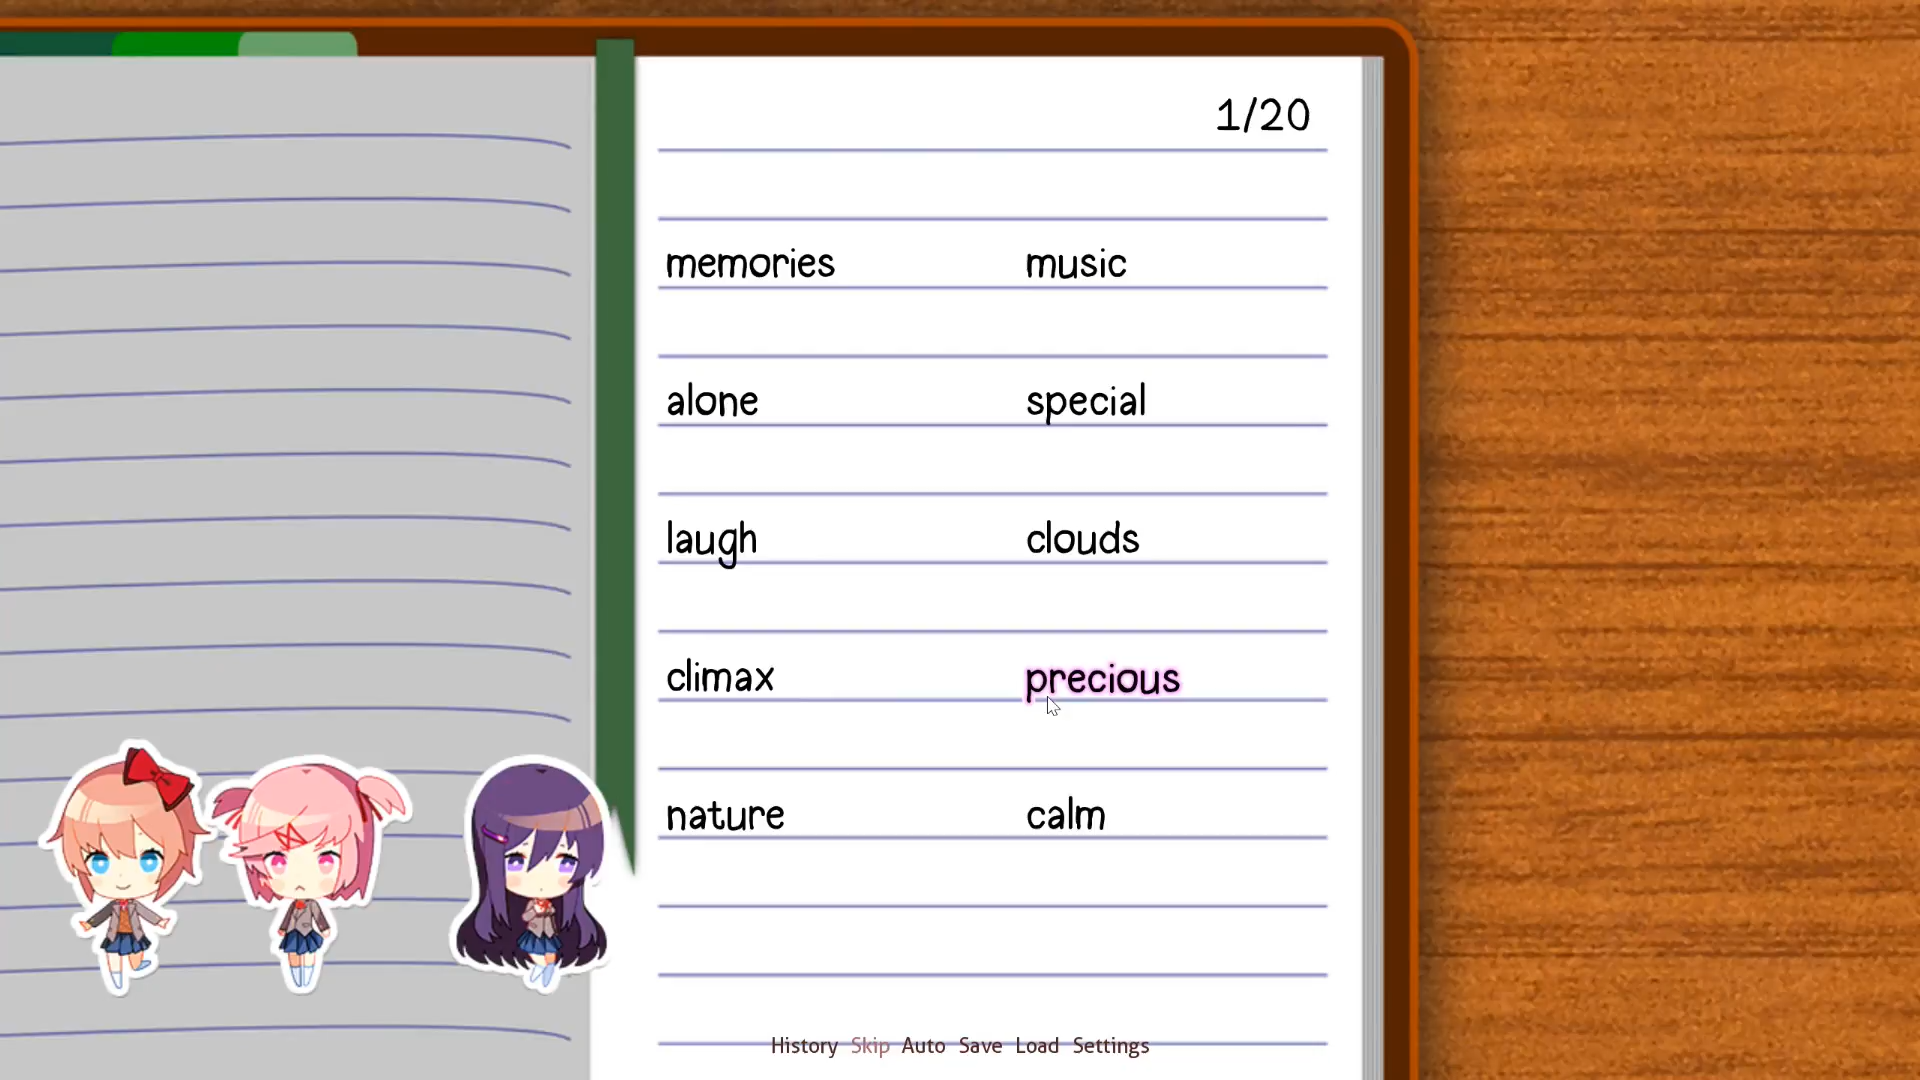 1/20
memories music
alone special
laugh clouds
climax precious
nature calm
History Skip Auto Save Load Settings